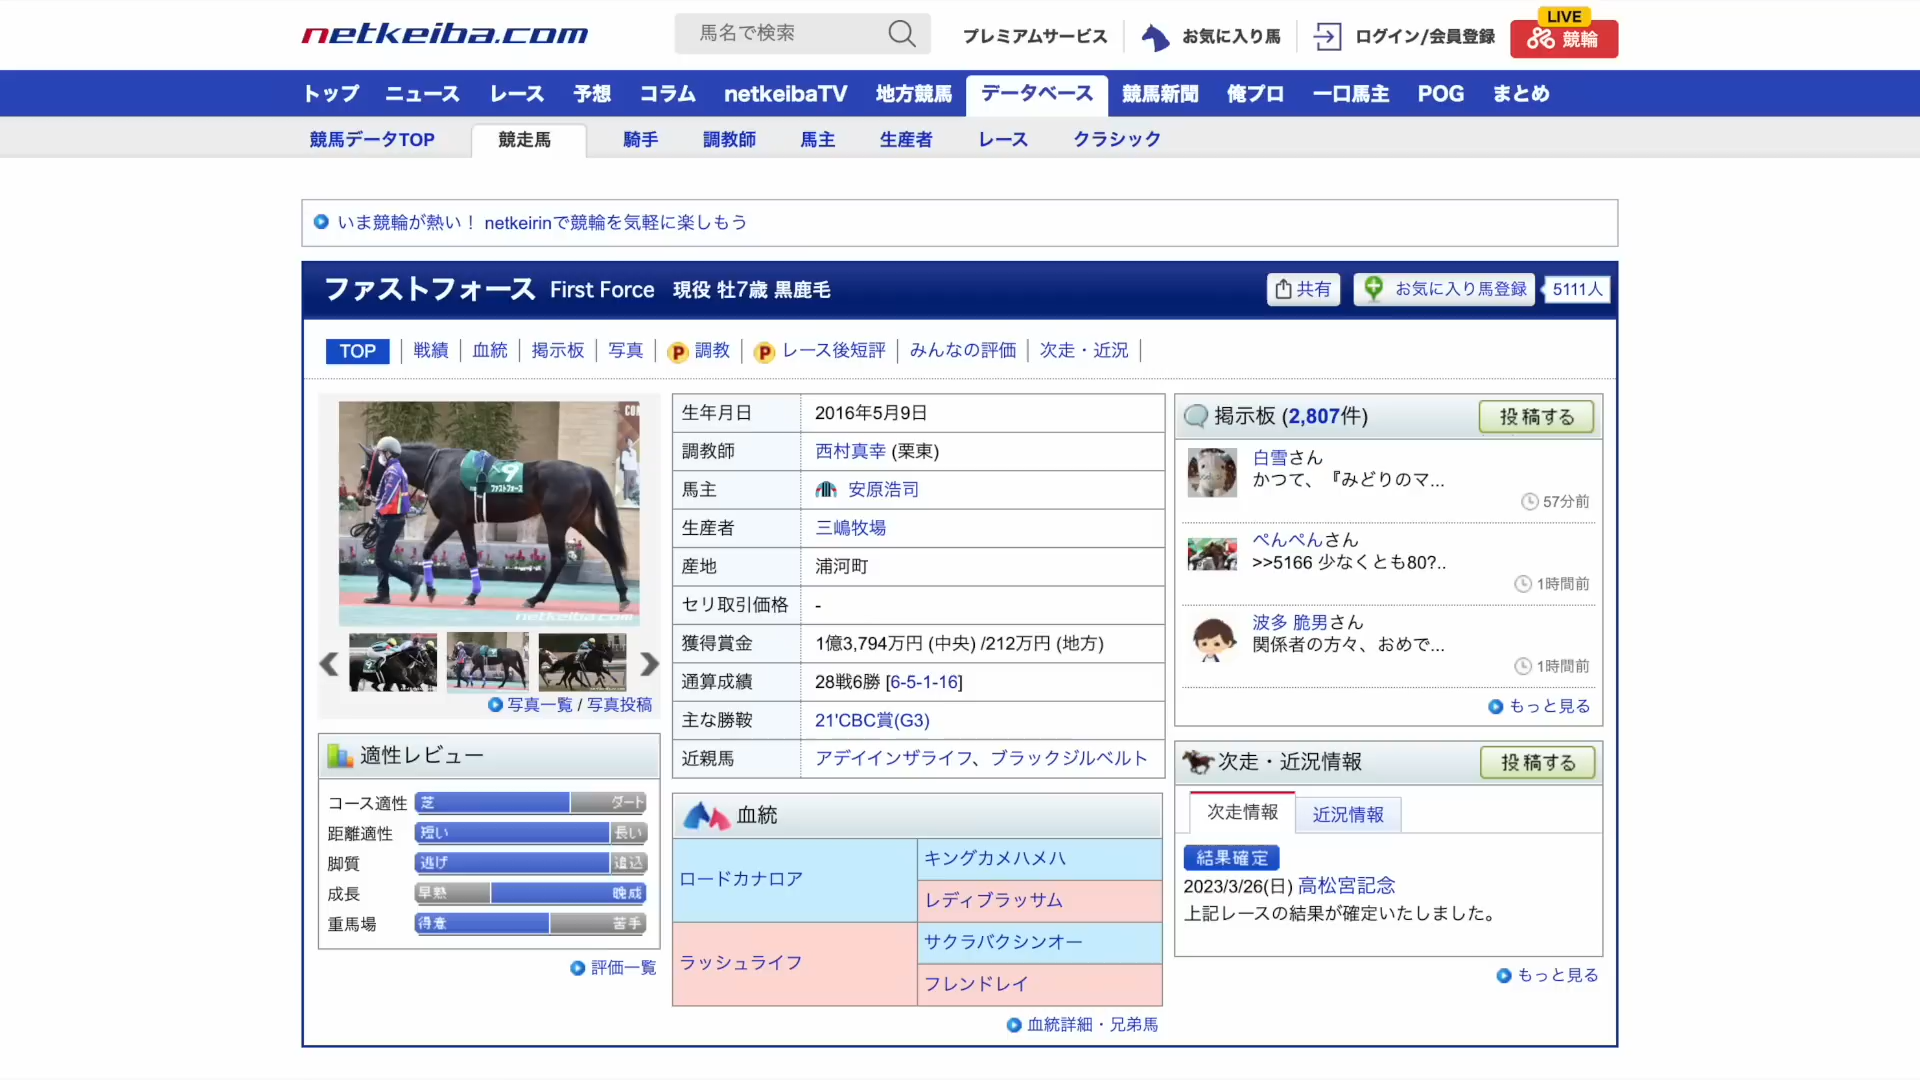 netkeiba.com
馬名で検索
プレミアムサービス
お気に入り馬
ログイン/会員登録
LIVE
競輪
トップ ニュース レース 予想 コラム netkeibaTV 地方競馬 データベース 競馬新聞 俺プロ 一口馬主 POG まとめ
競馬データTOP 競走馬 騎手 調教師 馬主 生産者 レース クラシック
いま競輪が熱い！ netkeirinで競輪を気軽に楽しもう
ファストフォース First Force 現役 牡7歳 黒鹿毛
共有
お気に入り馬登録
5111人
TOP 戦績 血統 掲示板 写真 P 調教 P レース後短評 みんなの評価 次走・近況
9
ファストフォース
netkeiba.com
写真一覧 / 写真投稿
適性レビュー
コース適性 芝 ダート
距離適性 短い 長い
脚質 逃げ 追込
成長 早熟 晩成
重馬場 得意 苦手
評価一覧
生年月日 2016年5月9日
調教師 西村真幸 (栗東)
馬主 安原浩司
生産者 三嶋牧場
産地 浦河町
セリ取引価格 -
獲得賞金 1億3,794万円 (中央) /212万円 (地方)
通算成績 28戦6勝 [6-5-1-16]
主な勝鞍 21'CBC賞(G3)
近親馬 アデイインザライフ、ブラックジルベルト
血統
ロードカナロア
キングカメハメハ
レディブラッサム
ラッシュライフ
サクラバクシンオー
フレンドレイ
血統詳細・兄弟馬
掲示板 (2,807件)
投稿する
白雪さん
かつて、『みどりのマ...
57分前
ぺんぺんさん
>>5166 少なくとも80?..
1時間前
波多 脆男さん
関係者の方々、おめで...
1時間前
もっと見る
次走・近況情報
投稿する
次走情報 近況情報
結果確定
2023/3/26(日) 高松宮記念
上記レースの結果が確定いたしました。
もっと見る